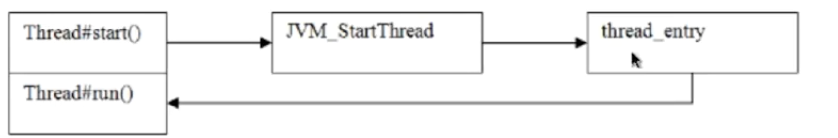 Thread#start()
JVM_StartThread
thread_entry
Thread#run()